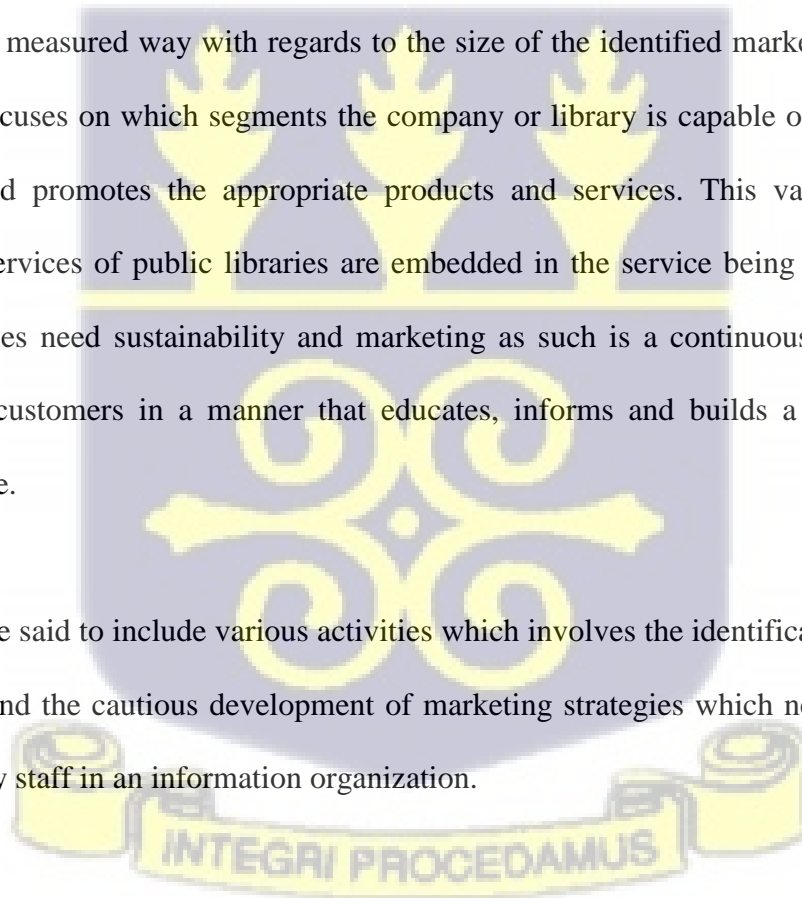 measured way with regards to the size of the identified marke
cuses on which segments the company or library is capable o
d promotes the appropriate products and services. This va
ervices of public libraries are embedded in the service being
es need sustainability and marketing as such is a continuous
customers in a manner that educates, informs and builds a
e.
e said to include various activities which involves the identifica
nd the cautious development of marketing strategies which ne
y staff in an information organization.
INTEGRI PROCEDAMUS